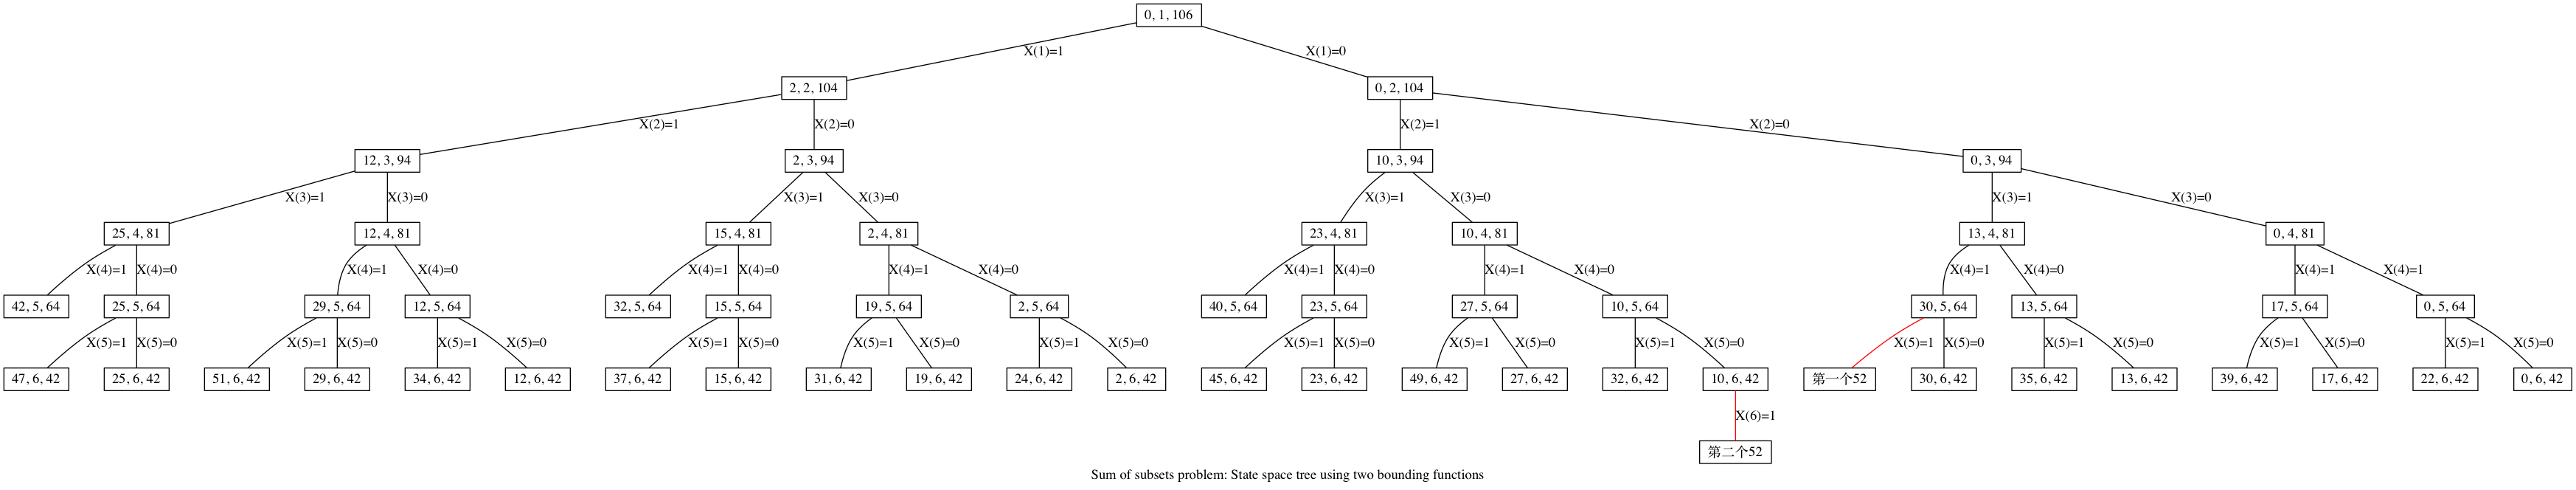 0, 1, 106
X(1)=1 X(1)=0
2, 2, 104 0, 2, 104
X(2)=1 X(2)=0 X(2)=1 X(2)=0
12, 3, 94 2, 3, 94 10, 3, 94 0, 3, 94
X(3)=1 X(3)=0 X(3)=1 X(3)=0 X(3)=1 X(3)=0 X(3)=1 X(3)=0
25, 4, 81 12, 4, 81 15, 4, 81 2, 4, 81 23, 4, 81 10, 4, 81 13, 4, 81 0, 4, 81
X(4)=1 X(4)=0 X(4)=1 X(4)=0 X(4)=1 X(4)=0 X(4)=1 X(4)=0 X(4)=1 X(4)=0 X(4)=1 X(4)=0 X(4)=1 X(4)=0 X(4)=1 X(4)=1
42, 5, 64 25, 5, 64 29, 5, 64 12, 5, 64 32, 5, 64 15, 5, 64 19, 5, 64 2, 5, 64 40, 5, 64 23, 5, 64 27, 5, 64 10, 5, 64 30, 5, 64 13, 5, 64 17, 5, 64 0, 5, 64
X(5)=1 X(5)=0 X(5)=1 X(5)=0 X(5)=1 X(5)=0 X(5)=1 X(5)=0 X(5)=1 X(5)=0 X(5)=1 X(5)=0 X(5)=1 X(5)=0 X(5)=1 X(5)=0 X(5)=1 X(5)=0 X(5)=1 X(5)=0 X(5)=1 X(5)=0 X(5)=1 X(5)=0 X(5)=1 X(5)=0
47, 6, 42 25, 6, 42 51, 6, 42 29, 6, 42 34, 6, 42 12, 6, 42 37, 6, 42 15, 6, 42 31, 6, 42 19, 6, 42 24, 6, 42 2, 6, 42 45, 6, 42 23, 6, 42 49, 6, 42 27, 6, 42 32, 6, 42 10, 6, 42 第一个52 30, 6, 42 35, 6, 42 13, 6, 42 39, 6, 42 17, 6, 42 22, 6, 42 0, 6, 42
X(6)=1
第二个52
Sum of subsets problem: State space tree using two bounding functions